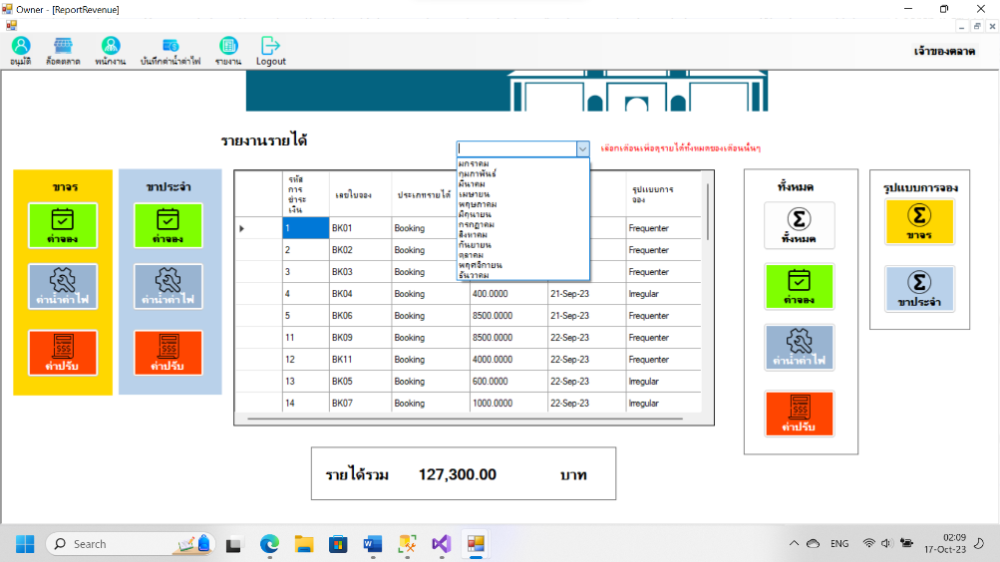 Owner - [ReportRevenue]
อนุมัติ
ล็อคตลาด
พนักงาน
บันทึกค่าน้ำค่าไฟ
รายงาน
Logout
เจ้าของตลาด
รายงานรายได้
เลือกเดือนเพื่อดูรายได้ทั้งหมดของเดือนนั้นๆ
มกราคม
กุมภาพันธ์
มีนาคม
เมษายน
พฤษภาคม
มิถุนายน
กรกฎาคม
สิงหาคม
กันยายน
ตุลาคม
พฤศจิกายน
ธันวาคม
ขาจร
ค่าจอง
ค่าน้ำค่าไฟ
ค่าปรับ
ขาประจำ
ค่าจอง
ค่าน้ำค่าไฟ
ค่าปรับ
รหัสการชำระเงิน เลขใบจอง ประเภทรายได้ รูปแบบการจอง
1 BK01 Booking Frequenter
2 BK02 Booking Frequenter
3 BK03 Booking Frequenter
4 BK04 Booking 400.0000 21-Sep-23 Irregular
5 BK06 Booking 8500.0000 21-Sep-23 Frequenter
11 BK09 Booking 8500.0000 22-Sep-23 Frequenter
12 BK11 Booking 4000.0000 22-Sep-23 Frequenter
13 BK05 Booking 600.0000 22-Sep-23 Irregular
14 BK07 Booking 1000.0000 22-Sep-23 Irregular
ทั้งหมด
ทั้งหมด
ค่าจอง
ค่าน้ำค่าไฟ
ค่าปรับ
รูปแบบการจอง
ขาจร
ขาประจำ
รายได้รวม 127,300.00 บาท
Search
ENG
02:09
17-Oct-23